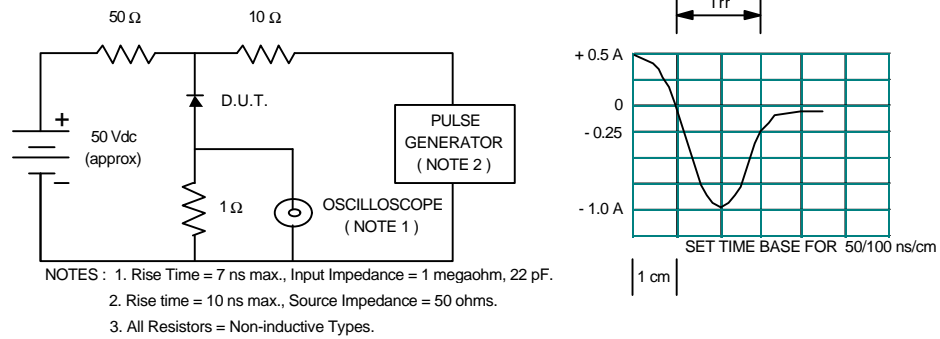 50 Ω
10 Ω
Trr
+ 0.5 A
D.U.T.
0
+
50 Vdc
(approx)
−
PULSE
GENERATOR
( NOTE 2 )
- 0.25
1 Ω
OSCILLOSCOPE
( NOTE 1 )
- 1.0 A
SET TIME BASE FOR 50/100 ns/cm
1 cm
NOTES : 1. Rise Time = 7 ns max., Input Impedance = 1 megaohm, 22 pF.
2. Rise time = 10 ns max., Source Impedance = 50 ohms.
3. All Resistors = Non-inductive Types.